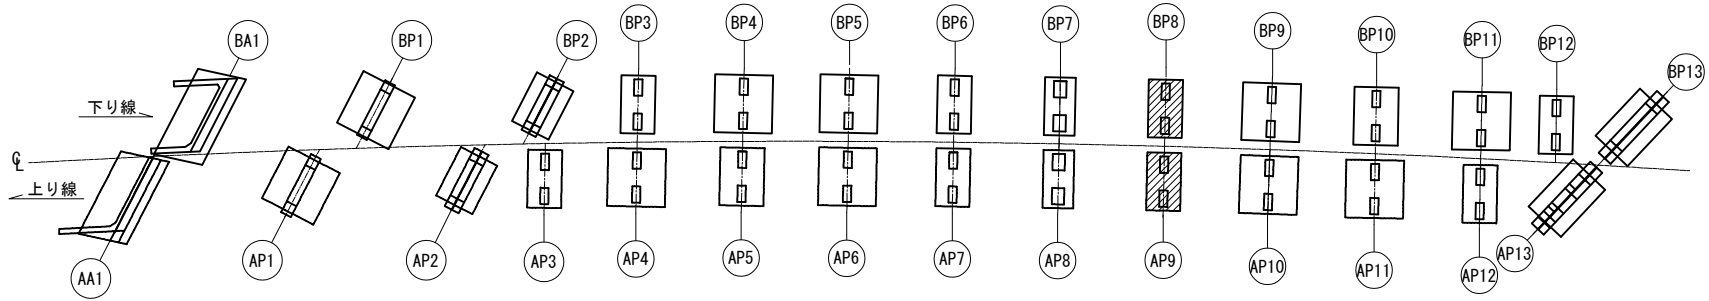 BA1
BP1
BP2
BP3
BP4
BP5
BP6
BP7
BP8
BP9
BP10
BP11
BP12
BP13
下り線
℄
上り線
AA1
AP1
AP2
AP3
AP4
AP5
AP6
AP7
AP8
AP9
AP10
AP11
AP12
AP13